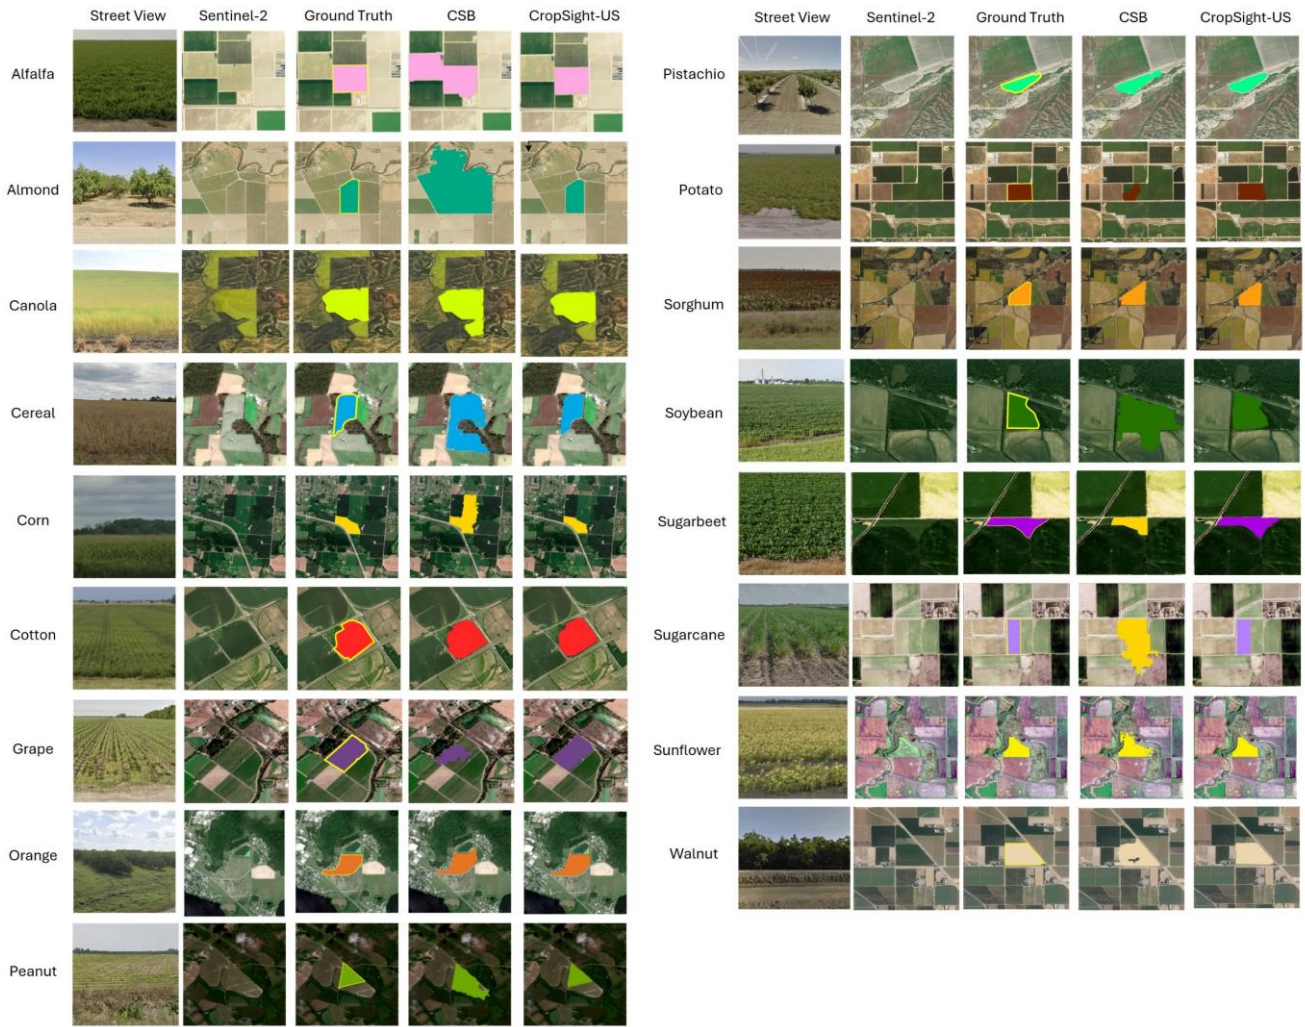 Street View Sentinel-2 Ground Truth CSB CropSight-US
Alfalfa
Almond
Canola
Cereal
Corn
Cotton
Grape
Orange
Peanut
Street View Sentinel-2 Ground Truth CSB CropSight-US
Pistachio
Potato
Sorghum
Soybean
Sugarbeet
Sugarcane
Sunflower
Walnut